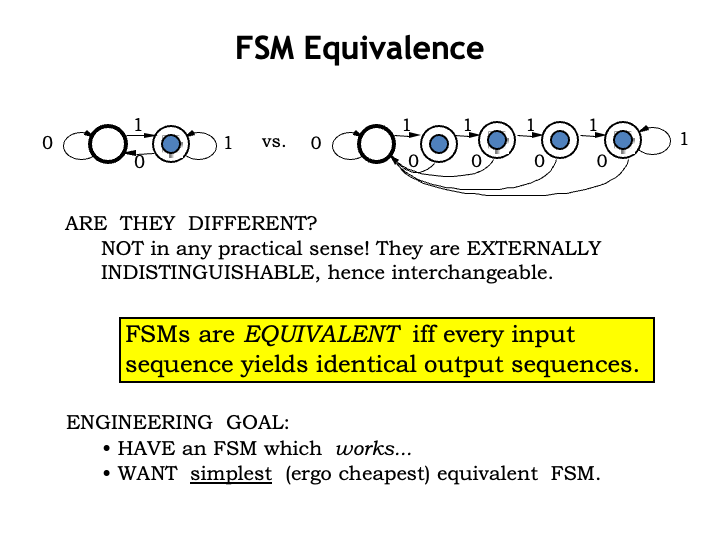 FSM Equivalence
0 1 0 1 vs. 0 1 0 1 0 1 0 1 0 1
ARE THEY DIFFERENT?
NOT in any practical sense! They are EXTERNALLY
INDISTINGUISHABLE, hence interchangeable.
FSMs are EQUIVALENT iff every input
sequence yields identical output sequences.
ENGINEERING GOAL:
• HAVE an FSM which works...
• WANT simplest (ergo cheapest) equivalent FSM.